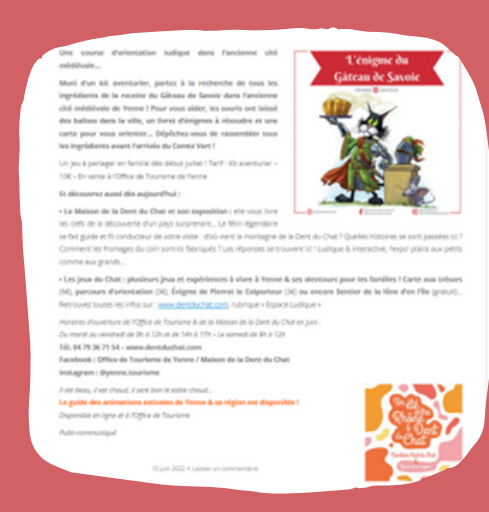 Une course d'orientation ludique dans l'ancienne cité
médiévale...
Muni d'un kit aventurier, partez à la recherche de tous les
ingrédients de la recette du Gâteau de Savoie dans l'ancienne
cité médiévale de Yenne ! Pour vous aider, les souris ont laissé
des balises dans la ville, un livret d'énigmes à résoudre et une
carte pour vous orienter... Dépêchez-vous de rassembler tous
les ingrédients avant l'arrivée du Comte Vert !
Un jeu à partager en famille dès début juillet ! Tarif : Kit aventurier –
10€ – En vente à l'Office de Tourisme de Yenne
Et découvrez aussi dès aujourd'hui :
• La Maison de la Dent du Chat et son exposition : elle vous livre
les clefs de la découverte d'un pays surprenant... Le félin légendaire
se fait guide et fil conducteur de votre visite : d'où vient la montagne de la Dent du Chat ? Quelles histoires se sont passées ici ?
Comment les fromages du coin sont-ils fabriqués ? Les réponses se trouvent ici ! Ludique & interactive, l'expo' plaira aux petits
comme aux grands...
• Les jeux du Chat : plusieurs jeux et expériences à vivre à Yenne & ses alentours pour les familles ! Carte aux trésors
(6€), parcours d'orientation (3€), Énigme de Pierrot le Colporteur (3€) ou encore Sentier de la lône d'en l'Ile (gratuit)...
Retrouvez toutes les infos sur : www.dentduchat.com, rubrique « Espace Ludique »
Horaires d'ouverture de l'Office de Tourisme & de la Maison de la Dent du Chat en juin :
Du mardi au vendredi de 9h à 12h et de 14h à 17h – Le samedi de 9h à 12h
Tél. 04 79 36 71 54 – www.dentduchat.com
Facebook : Office de Tourisme de Yenne / Maison de la Dent du Chat
Instagram : @yenne.tourisme
Il est beau, il est chaud, il sent bon le sable chaud...
Le guide des animations estivales de Yenne & sa région est disponible !
Disponible en ligne et à l'Office de Tourisme
Publi-communiqué
15 juin 2022 • Laisser un commentaire
L'énigme du
Gâteau de Savoie
YENNE SAVOIE
Un été
entre
Rhône
& Dent
du Chat